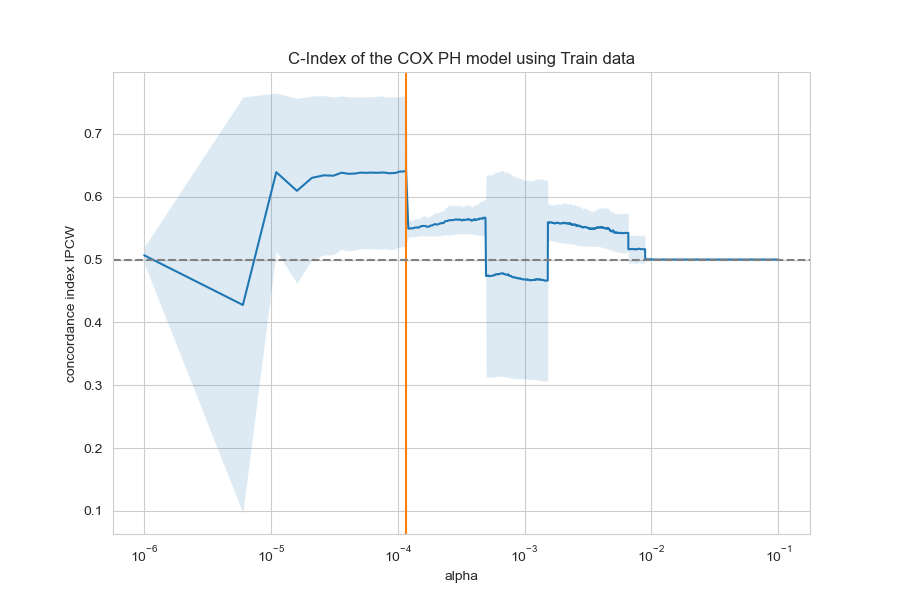 C-Index of the COX PH model using Train data
concordance index IPCW
0.7
0.6
0.5
0.4
0.3
0.2
0.1
10⁻⁶ 10⁻⁵ 10⁻⁴ 10⁻³ 10⁻² 10⁻¹
alpha